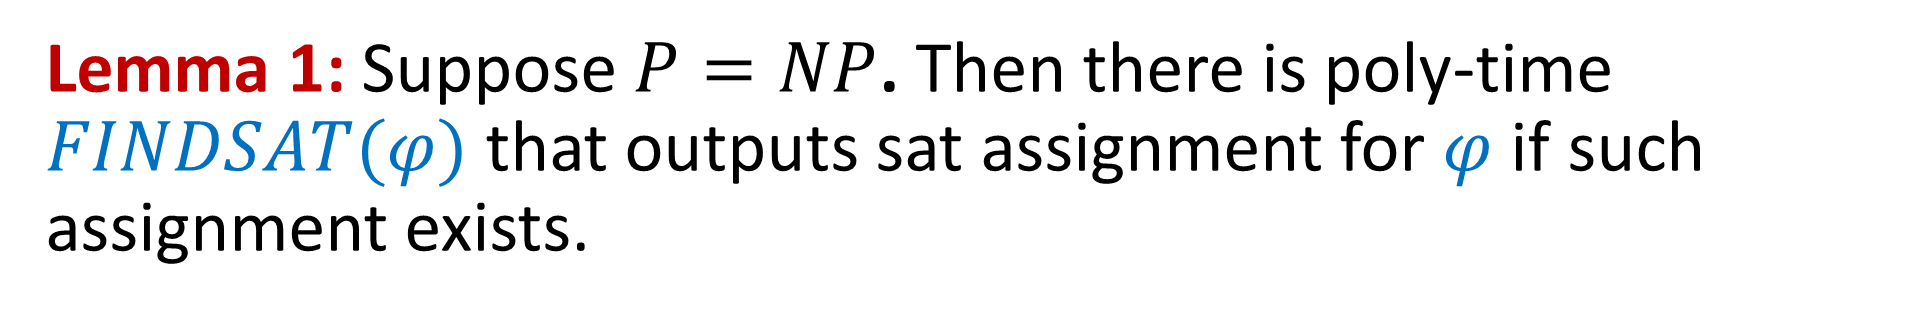 Lemma 1: Suppose 𝑃 = 𝑁𝑃. Then there is poly-time
𝐹𝐼𝑁𝐷𝑆𝐴𝑇(𝜑) that outputs sat assignment for 𝜑 if such
assignment exists.